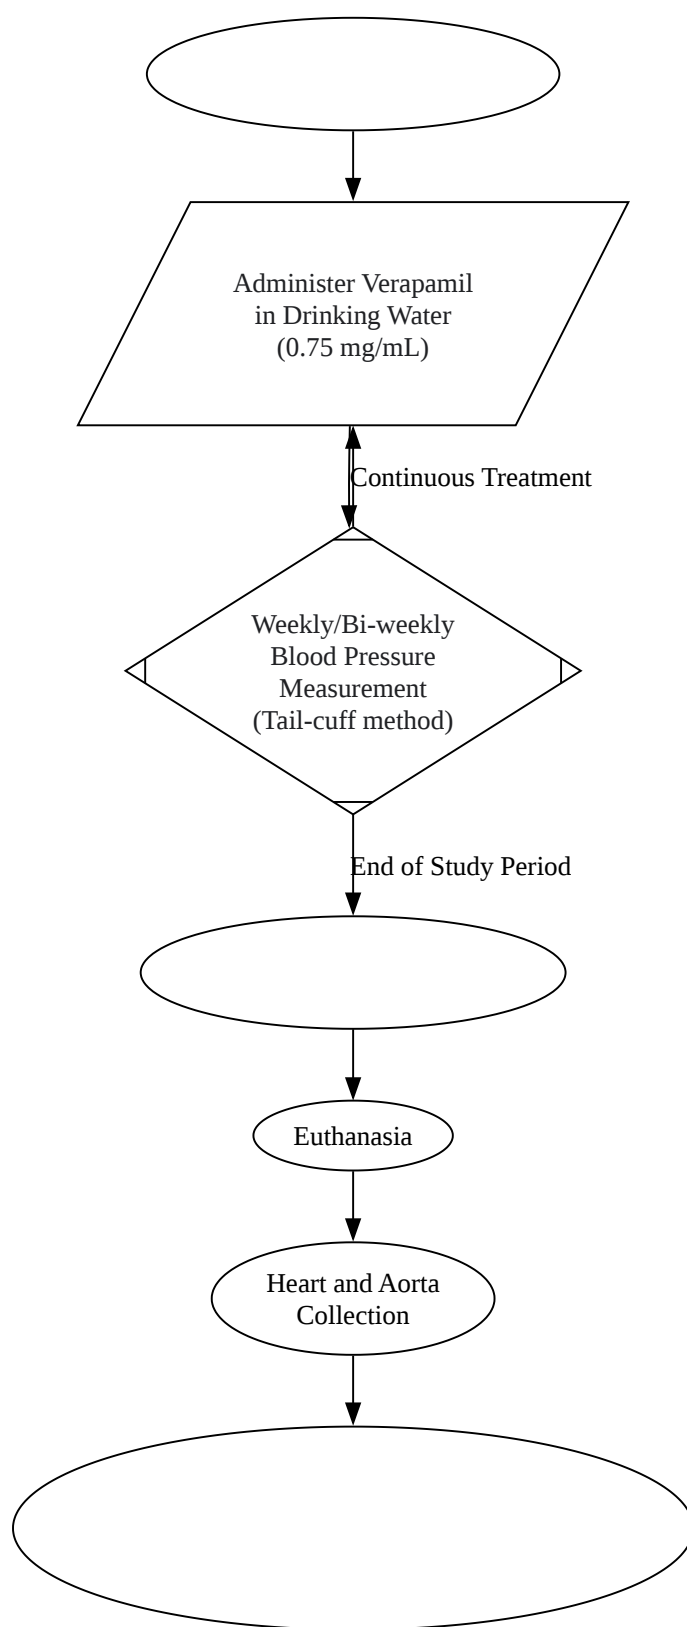 Administer Verapamil
in Drinking Water
(0.75 mg/mL)
Continuous Treatment
Weekly/Bi-weekly
Blood Pressure
Measurement
(Tail-cuff method)
End of Study Period
Euthanasia
Heart and Aorta
Collection